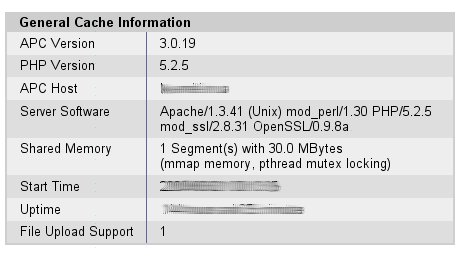 General Cache Information
APC Version 3.0.19
PHP Version 5.2.5
APC Host
Server Software Apache/1.3.41 (Unix) mod_perl/1.30 PHP/5.2.5
mod_ssl/2.8.31 OpenSSL/0.9.8a
Shared Memory 1 Segment(s) with 30.0 MBytes
(mmap memory, pthread mutex locking)
Start Time
Uptime
File Upload Support 1